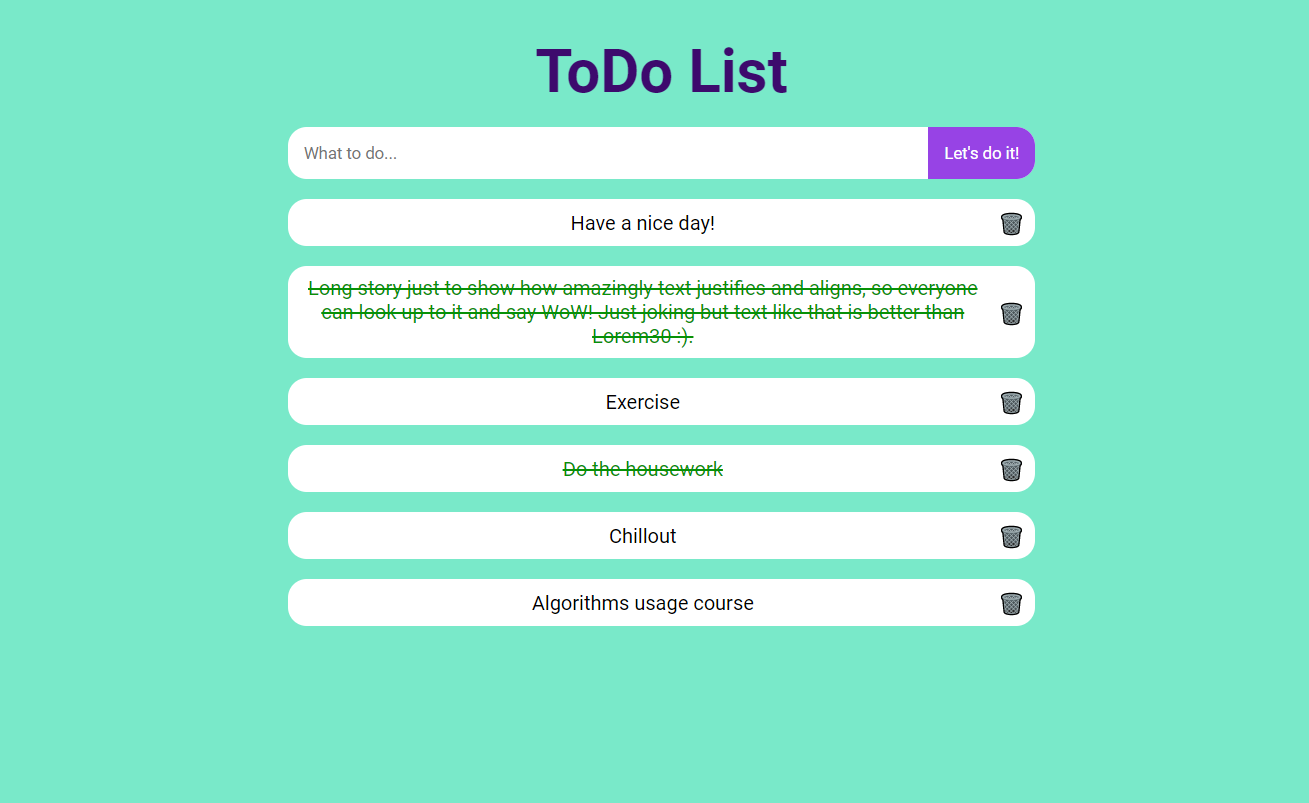 ToDo List
What to do...
Let's do it!
Have a nice day!
Long story just to show how amazingly text justifies and aligns, so everyone
can look up to it and say WoW! Just joking but text like that is better than
Lorem30 :).
Exercise
Do the housework
Chillout
Algorithms usage course